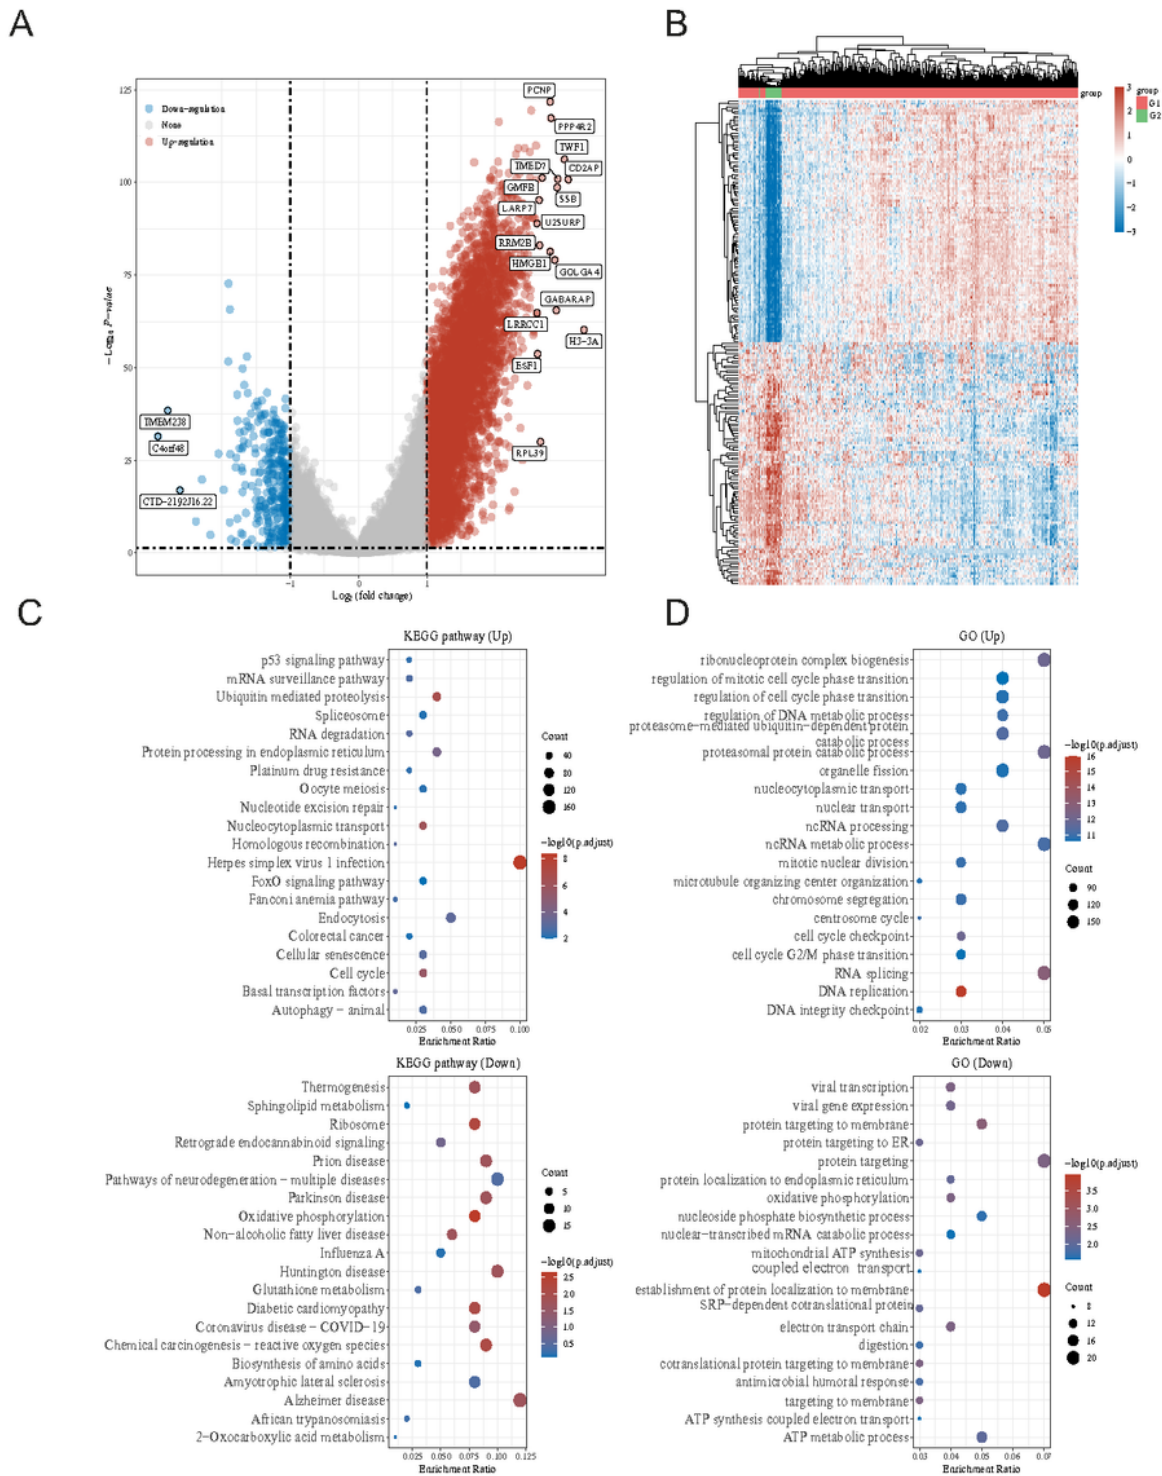 A
125
100
75
50
25
0
-Log₁₀ P-value
Down-regulation
None
Up-regulation
PCNP
PPP4R2
TWF1
TMED7
CD2AP
GMFB
SSB
LARP7
U2SURP
RRM2B
HMGB1
GOLGA4
GABARAP
LRRCC1
H3-3A
ESF1
RPL39
TMEM238
C4orf48
CTD-2192J16.22
-1
0
1
Log₂ (fold change)
B
group
3
2
1
0
-1
-2
-3
group
G1
G2
C
KEGG pathway (Up)
p53 signaling pathway
mRNA surveillance pathway
Ubiquitin mediated proteolysis
Spliceosome
RNA degradation
Protein processing in endoplasmic reticulum
Platinum drug resistance
Oocyte meiosis
Nucleotide excision repair
Nucleocytoplasmic transport
Homologous recombination
Herpes simplex virus 1 infection
FoxO signaling pathway
Fanconi anemia pathway
Endocytosis
Colorectal cancer
Cellular senescence
Cell cycle
Basal transcription factors
Autophagy - animal
0.025
0.050
0.075
0.100
Enrichment Ratio
Count
40
80
120
160
-log10(p.adjust)
8
6
4
2
D
GO (Up)
ribonucleoprotein complex biogenesis
regulation of mitotic cell cycle phase transition
regulation of cell cycle phase transition
regulation of DNA metabolic process
proteasome-mediated ubiquitin-dependent protein
catabolic process
proteasomal protein catabolic process
organelle fission
nucleocytoplasmic transport
nuclear transport
ncRNA processing
ncRNA metabolic process
mitotic nuclear division
microtubule organizing center organization
chromosome segregation
centrosome cycle
cell cycle checkpoint
cell cycle G2/M phase transition
RNA splicing
DNA replication
DNA integrity checkpoint
0.02
0.03
0.04
0.05
Enrichment Ratio
-log10(p.adjust)
16
15
14
13
12
11
Count
90
120
150
KEGG pathway (Down)
Thermogenesis
Sphingolipid metabolism
Ribosome
Retrograde endocannabinoid signaling
Prion disease
Pathways of neurodegeneration - multiple diseases
Parkinson disease
Oxidative phosphorylation
Non-alcoholic fatty liver disease
Influenza A
Huntington disease
Glutathione metabolism
Diabetic cardiomyopathy
Coronavirus disease - COVID-19
Chemical carcinogenesis - reactive oxygen species
Biosynthesis of amino acids
Amyotrophic lateral sclerosis
Alzheimer disease
African trypanosomiasis
2-Oxocarboxylic acid metabolism
0.025
0.050
0.075
0.100
0.125
Enrichment Ratio
Count
5
10
15
-log10(p.adjust)
2.5
2.0
1.5
1.0
0.5
GO (Down)
viral transcription
viral gene expression
protein targeting to membrane
protein targeting to ER
protein targeting
protein localization to endoplasmic reticulum
oxidative phosphorylation
nucleoside phosphate biosynthetic process
nuclear-transcribed mRNA catabolic process
mitochondrial ATP synthesis
coupled electron transport
establishment of protein localization to membrane
SRP-dependent cotranslational protein
electron transport chain
digestion
cotranslational protein targeting to membrane
antimicrobial humoral response
targeting to membrane
ATP synthesis coupled electron transport
ATP metabolic process
0.03
0.04
0.05
0.06
0.07
Enrichment Ratio
-log10(p.adjust)
3.5
3.0
2.5
2.0
Count
8
12
16
20